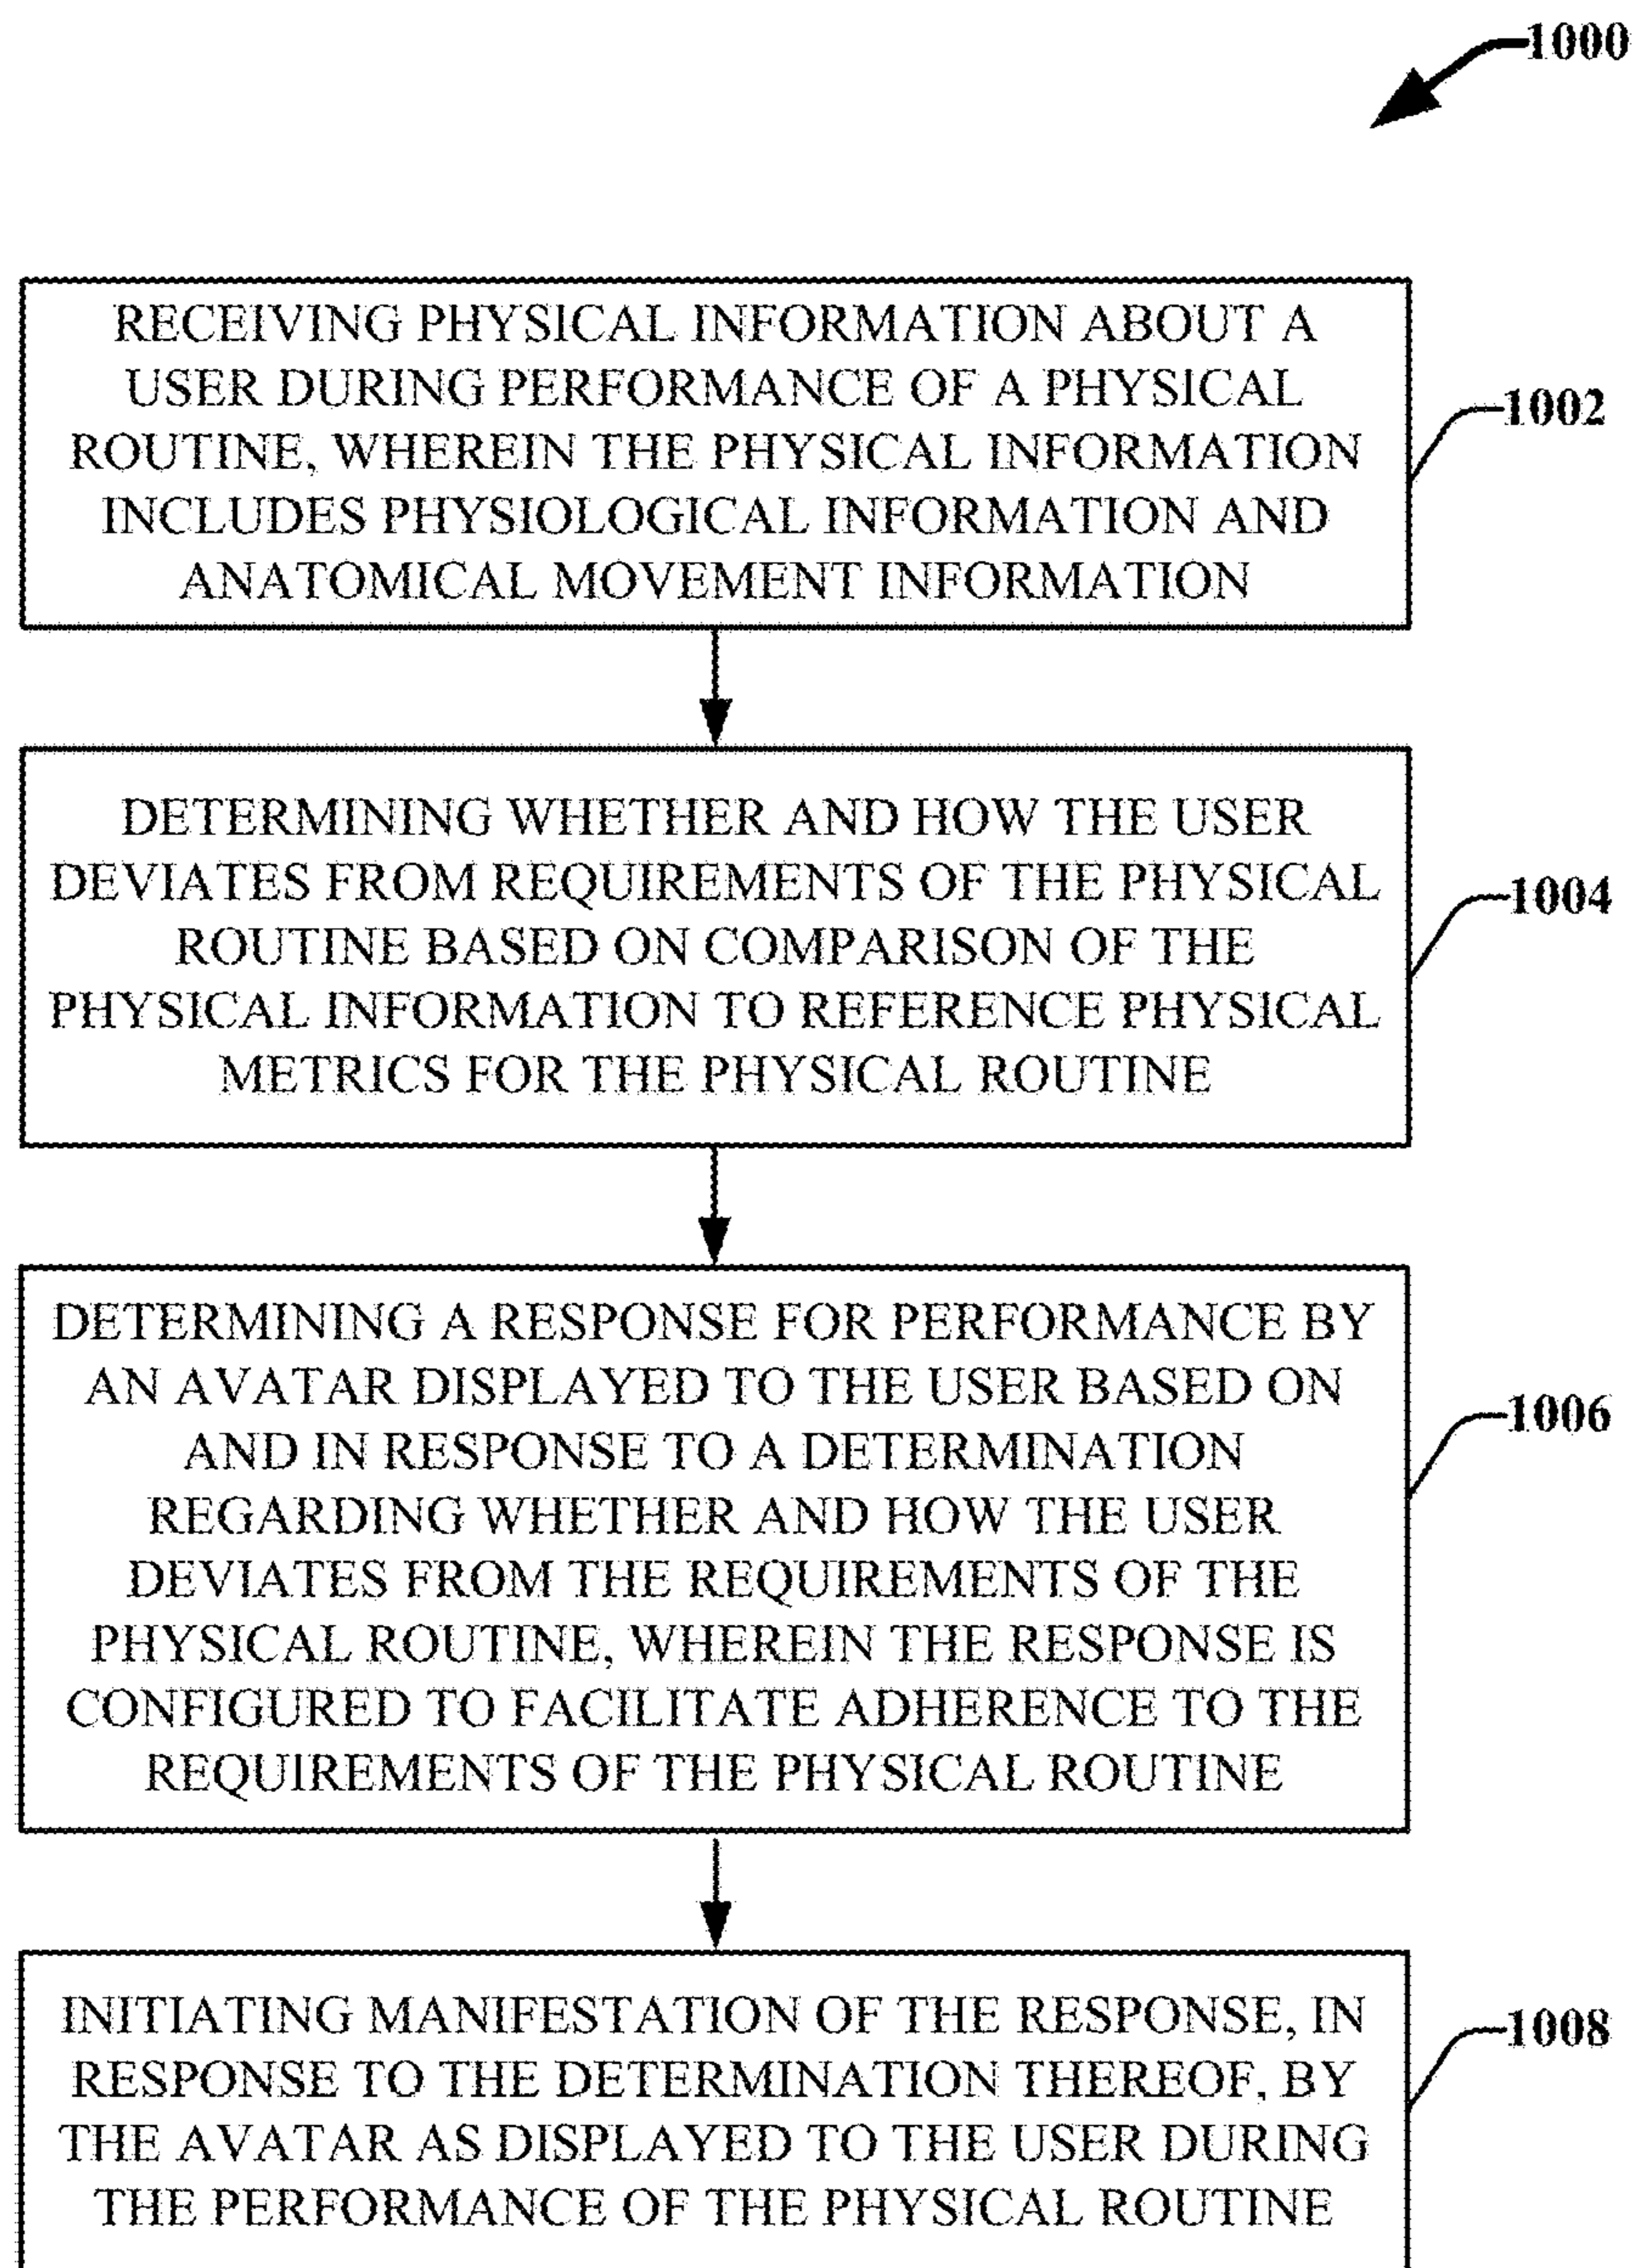 1000
RECEIVING PHYSICAL INFORMATION ABOUT A
USER DURING PERFORMANCE OF A PHYSICAL
ROUTINE, WHEREIN THE PHYSICAL INFORMATION
INCLUDES PHYSIOLOGICAL INFORMATION AND
ANATOMICAL MOVEMENT INFORMATION
1002
DETERMINING WHETHER AND HOW THE USER
DEVIATES FROM REQUIREMENTS OF THE PHYSICAL
ROUTINE BASED ON COMPARISON OF THE
PHYSICAL INFORMATION TO REFERENCE PHYSICAL
METRICS FOR THE PHYSICAL ROUTINE
1004
DETERMINING A RESPONSE FOR PERFORMANCE BY
AN AVATAR DISPLAYED TO THE USER BASED ON
AND IN RESPONSE TO A DETERMINATION
REGARDING WHETHER AND HOW THE USER
DEVIATES FROM THE REQUIREMENTS OF THE
PHYSICAL ROUTINE, WHEREIN THE RESPONSE IS
CONFIGURED TO FACILITATE ADHERENCE TO THE
REQUIREMENTS OF THE PHYSICAL ROUTINE
1006
INITIATING MANIFESTATION OF THE RESPONSE, IN
RESPONSE TO THE DETERMINATION THEREOF, BY
THE AVATAR AS DISPLAYED TO THE USER DURING
THE PERFORMANCE OF THE PHYSICAL ROUTINE
1008